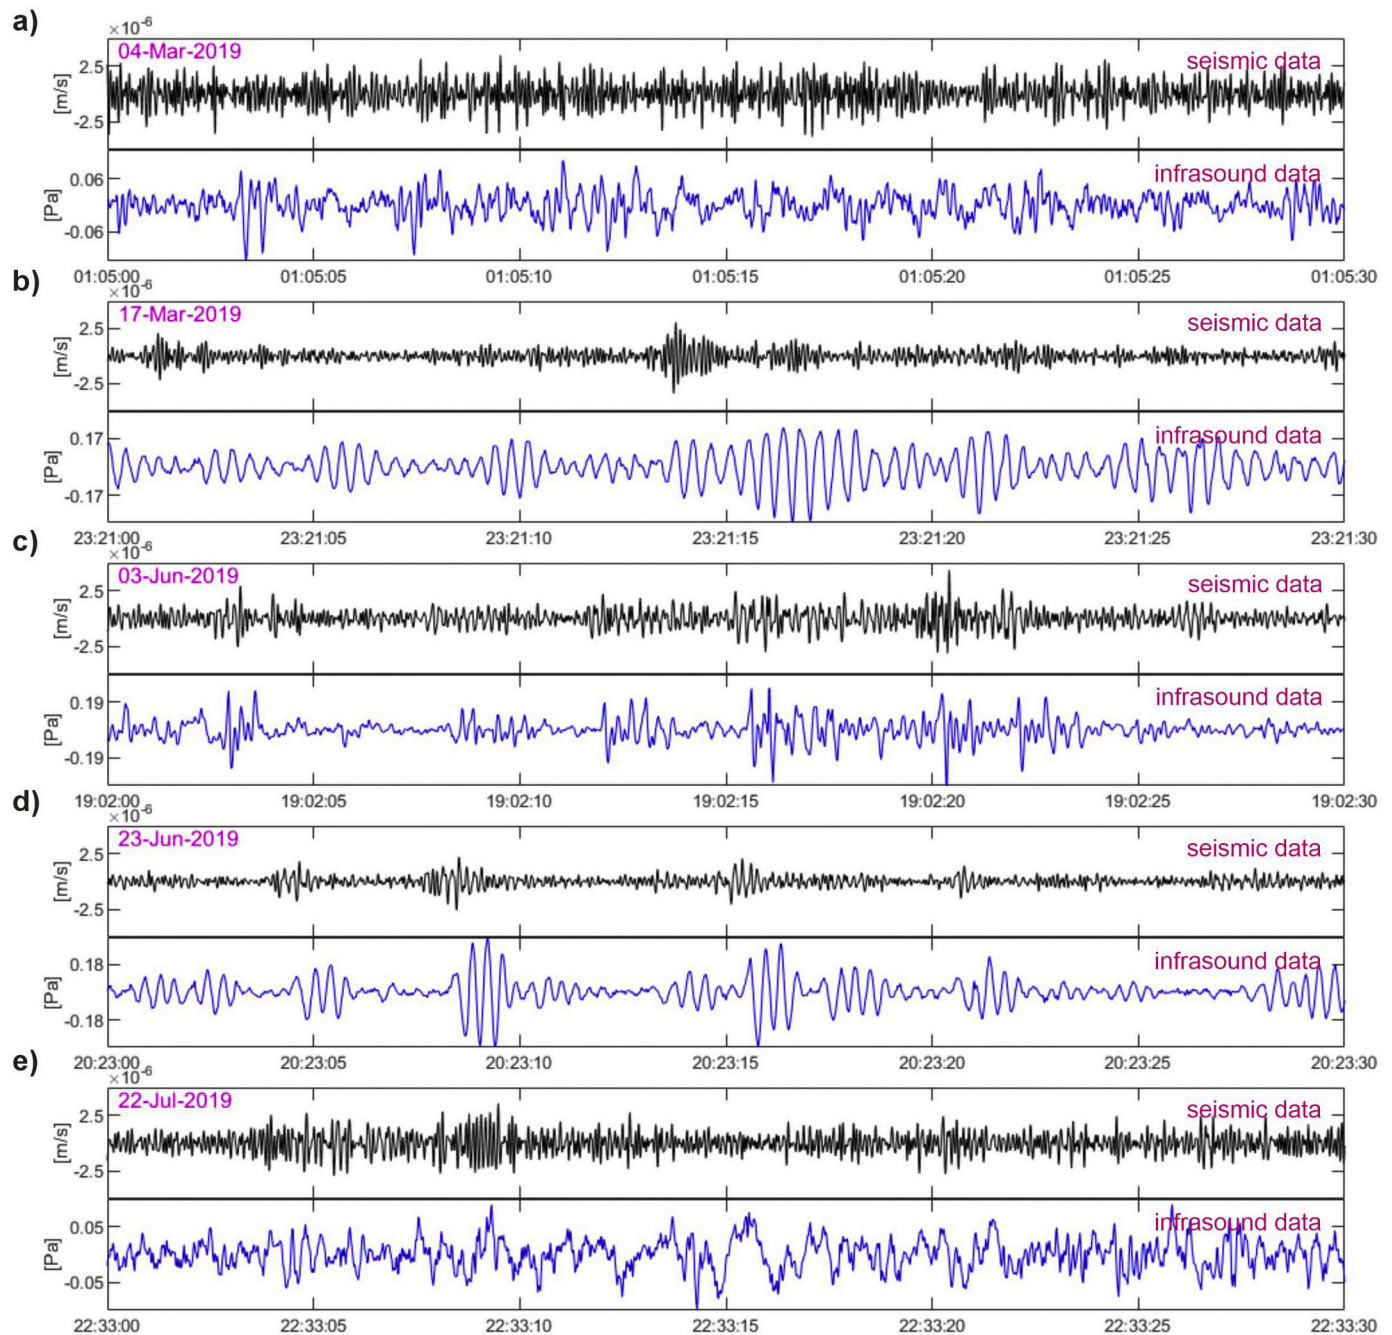 a)
×10⁻⁶
04-Mar-2019
seismic data
2.5
-2.5
[m/s]
infrasound data
0.06
-0.06
[Pa]
01:05:00 01:05:05 01:05:10 01:05:15 01:05:20 01:05:25 01:05:30
b)
×10⁻⁶
17-Mar-2019
seismic data
2.5
-2.5
[m/s]
infrasound data
0.17
-0.17
[Pa]
23:21:00 23:21:05 23:21:10 23:21:15 23:21:20 23:21:25 23:21:30
c)
×10⁻⁶
03-Jun-2019
seismic data
2.5
-2.5
[m/s]
infrasound data
0.19
-0.19
[Pa]
19:02:00 19:02:05 19:02:10 19:02:15 19:02:20 19:02:25 19:02:30
d)
×10⁻⁶
23-Jun-2019
seismic data
2.5
-2.5
[m/s]
infrasound data
0.18
-0.18
[Pa]
20:23:00 20:23:05 20:23:10 20:23:15 20:23:20 20:23:25 20:23:30
e)
×10⁻⁶
22-Jul-2019
seismic data
2.5
-2.5
[m/s]
infrasound data
0.05
-0.05
[Pa]
22:33:00 22:33:05 22:33:10 22:33:15 22:33:20 22:33:25 22:33:30